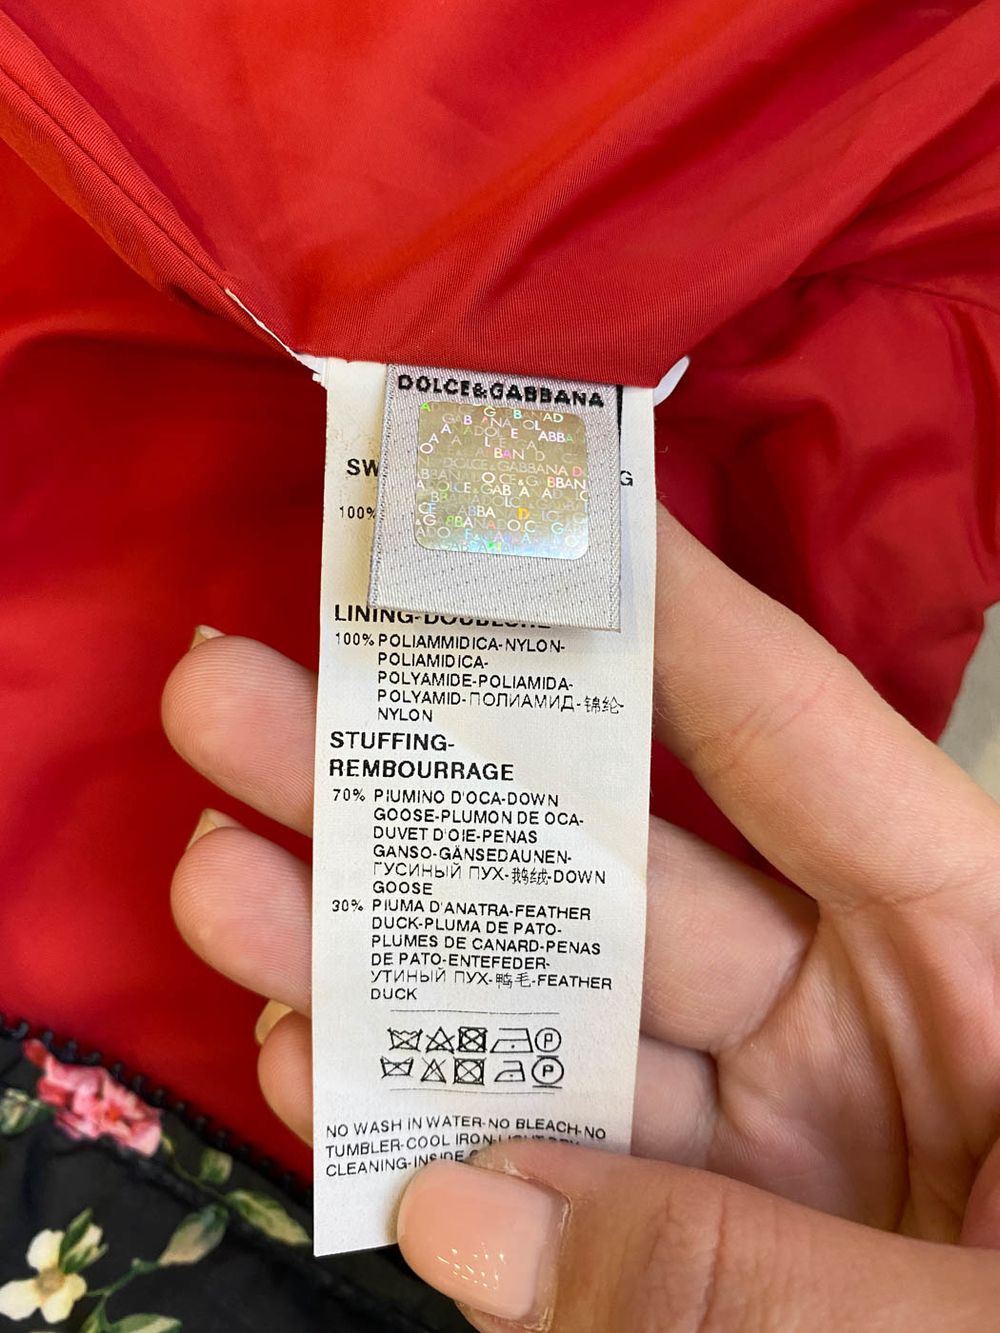 DOLCE&GABBANA
SW
G
100%
LINING-DOUBLURE
100% POLIAMMIDICA-NYLON-
POLIAMIDICA-
POLYAMIDE-POLIAMIDA-
POLYAMID-ПОЛИАМИД-锦纶-
NYLON
STUFFING-
REMBOURRAGE
70% PIUMINO D'OCA-DOWN
GOOSE-PLUMON DE OCA-
DUVET D'OIE-PENAS
GANSO-GÄNSEDAUNEN-
ГУСИНЫЙ ПУХ-鹅绒-DOWN
GOOSE
30% PIUMA D'ANATRA-FEATHER
DUCK-PLUMA DE PATO-
PLUMES DE CANARD-PENAS
DE PATO-ENTEFEDER-
УТИНЫЙ ПУХ-鸭毛-FEATHER
DUCK
P
P
NO WASH IN WATER-NO BLEACH-NO
TUMBLER-COOL IRON-LIGHT DRY
CLEANING-INSIDE